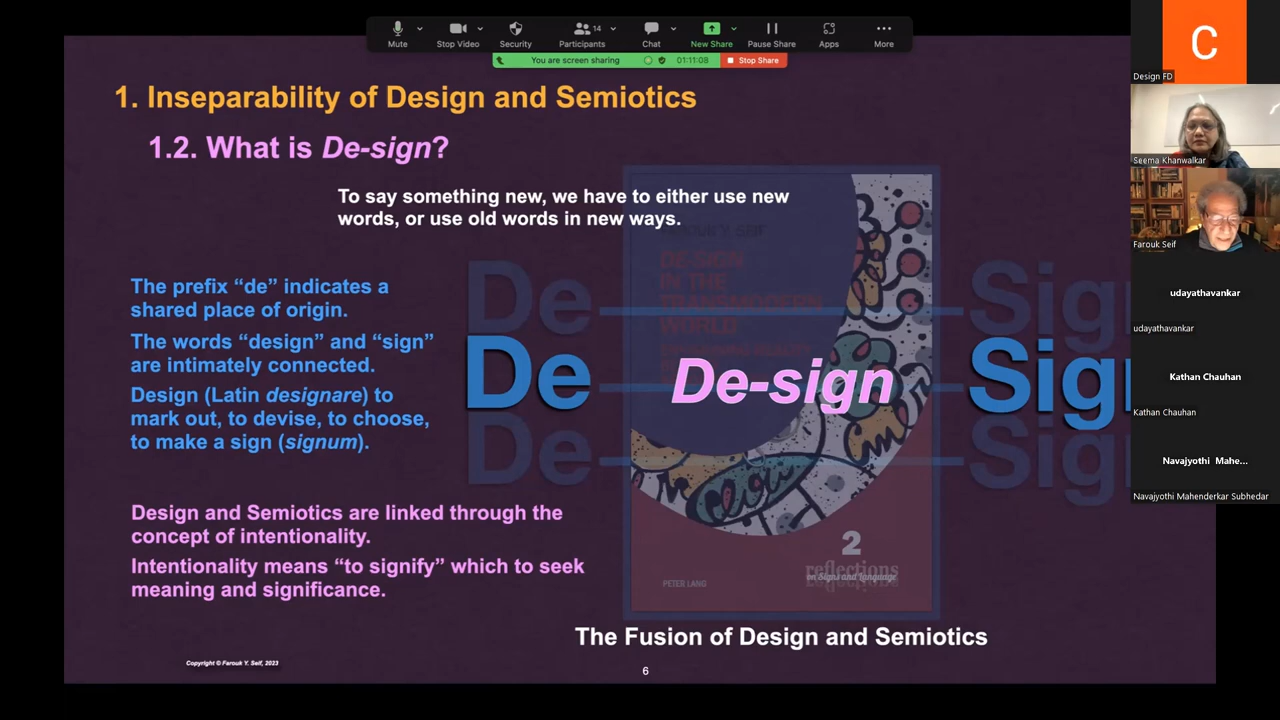 Mute
Stop Video
Security
Participants
14
Chat
New Share
Pause Share
Apps
More
You are screen sharing
01:11:08
Stop Share
1. Inseparability of Design and Semiotics
1.2. What is De-sign?
To say something new, we have to either use new
words, or use old words in new ways.
The prefix “de” indicates a
shared place of origin.
The words “design” and “sign”
are intimately connected.
Design (Latin designare) to
mark out, to devise, to choose,
to make a sign (signum).
Design and Semiotics are linked through the
concept of intentionality.
Intentionality means “to signify” which to seek
meaning and significance.
De
De
De
De-sign
Sig
Sig
Sig
SEIF
DE-SIGN
IN THE
TRANSMODERN
WORLD
PETER LANG
2
reflections
on Signs and Language
The Fusion of Design and Semiotics
Copyright © Farouk Y. Seif, 2023
6
C
Design FD
Seema Khanwalkar
Farouk Seif
udayathavankar
udayathavankar
Kathan Chauhan
Kathan Chauhan
Navajyothi Mahe...
Navajyothi Mahenderkar Subhedar